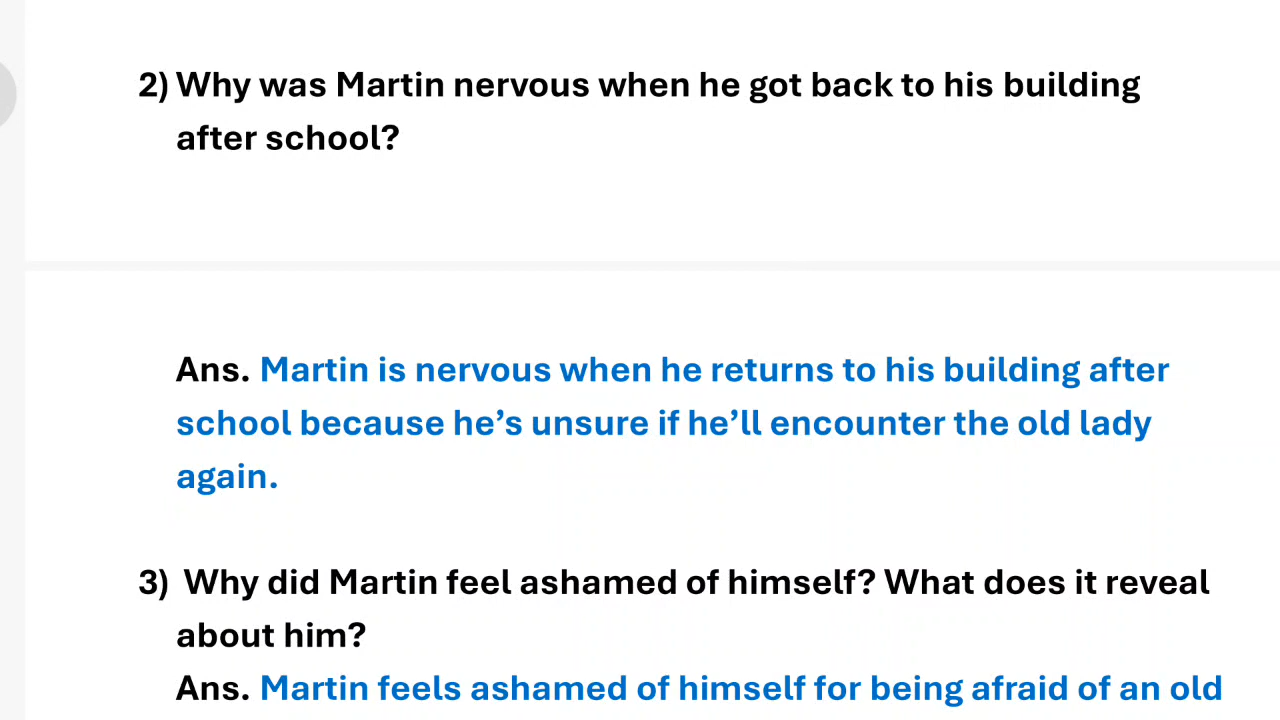 2) Why was Martin nervous when he got back to his building
after school?
Ans. Martin is nervous when he returns to his building after
school because he’s unsure if he’ll encounter the old lady
again.
3) Why did Martin feel ashamed of himself? What does it reveal
about him?
Ans. Martin feels ashamed of himself for being afraid of an old